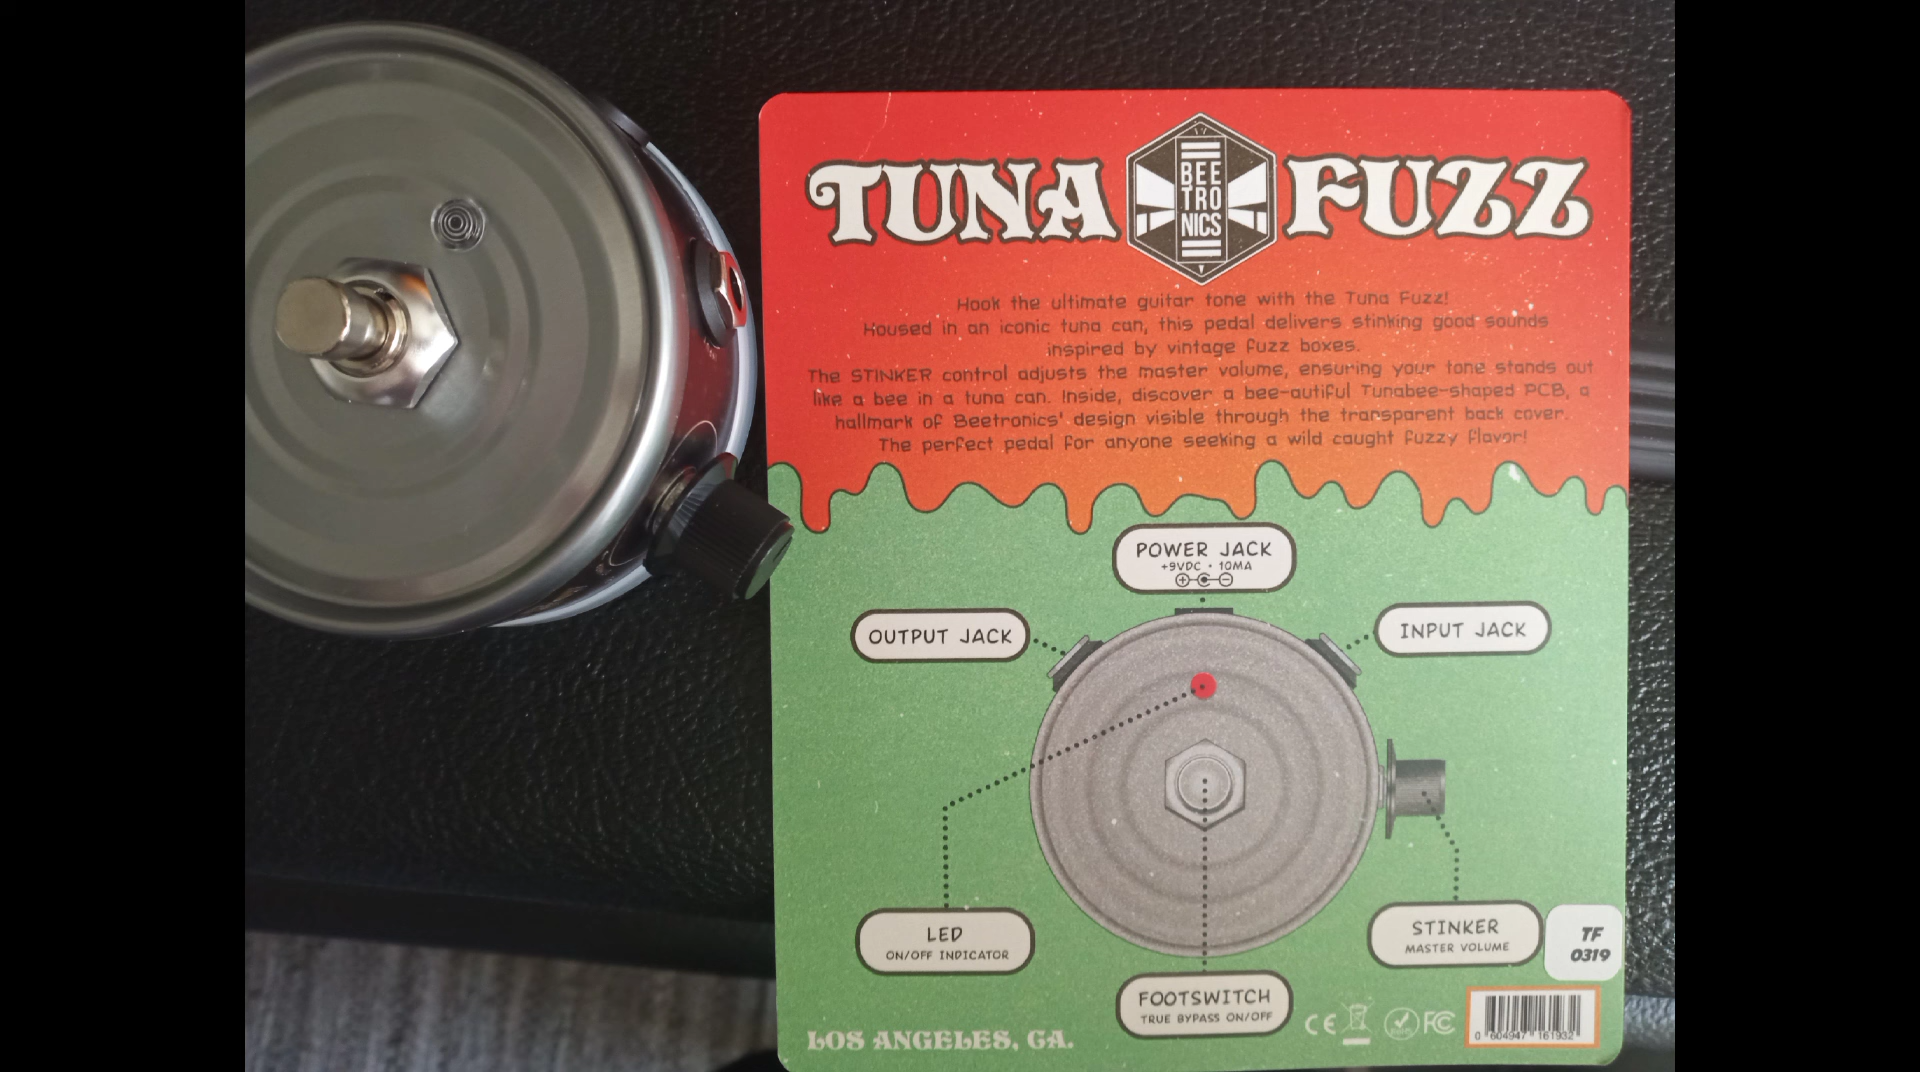 TUNA
BEE
TRO
NICS
FUZZ
Hook the ultimate guitar tone with the Tuna Fuzz!
Housed in an iconic tuna can, this pedal delivers stinking good sounds
inspired by vintage fuzz boxes.
The STINKER control adjusts the master volume, ensuring your tone stands out
like a bee in a tuna can. Inside, discover a bee-autiful Tunabee-shaped PCB, a
hallmark of Beetronics' design visible through the transparent back cover.
The perfect pedal for anyone seeking a wild caught fuzzy flavor!
POWER JACK
+9VDC • 10MA
OUTPUT JACK
INPUT JACK
LED
ON/OFF INDICATOR
STINKER
MASTER VOLUME
TF
0319
FOOTSWITCH
TRUE BYPASS ON/OFF
LOS ANGELES, CA.
CE
FC
0 604947 161932